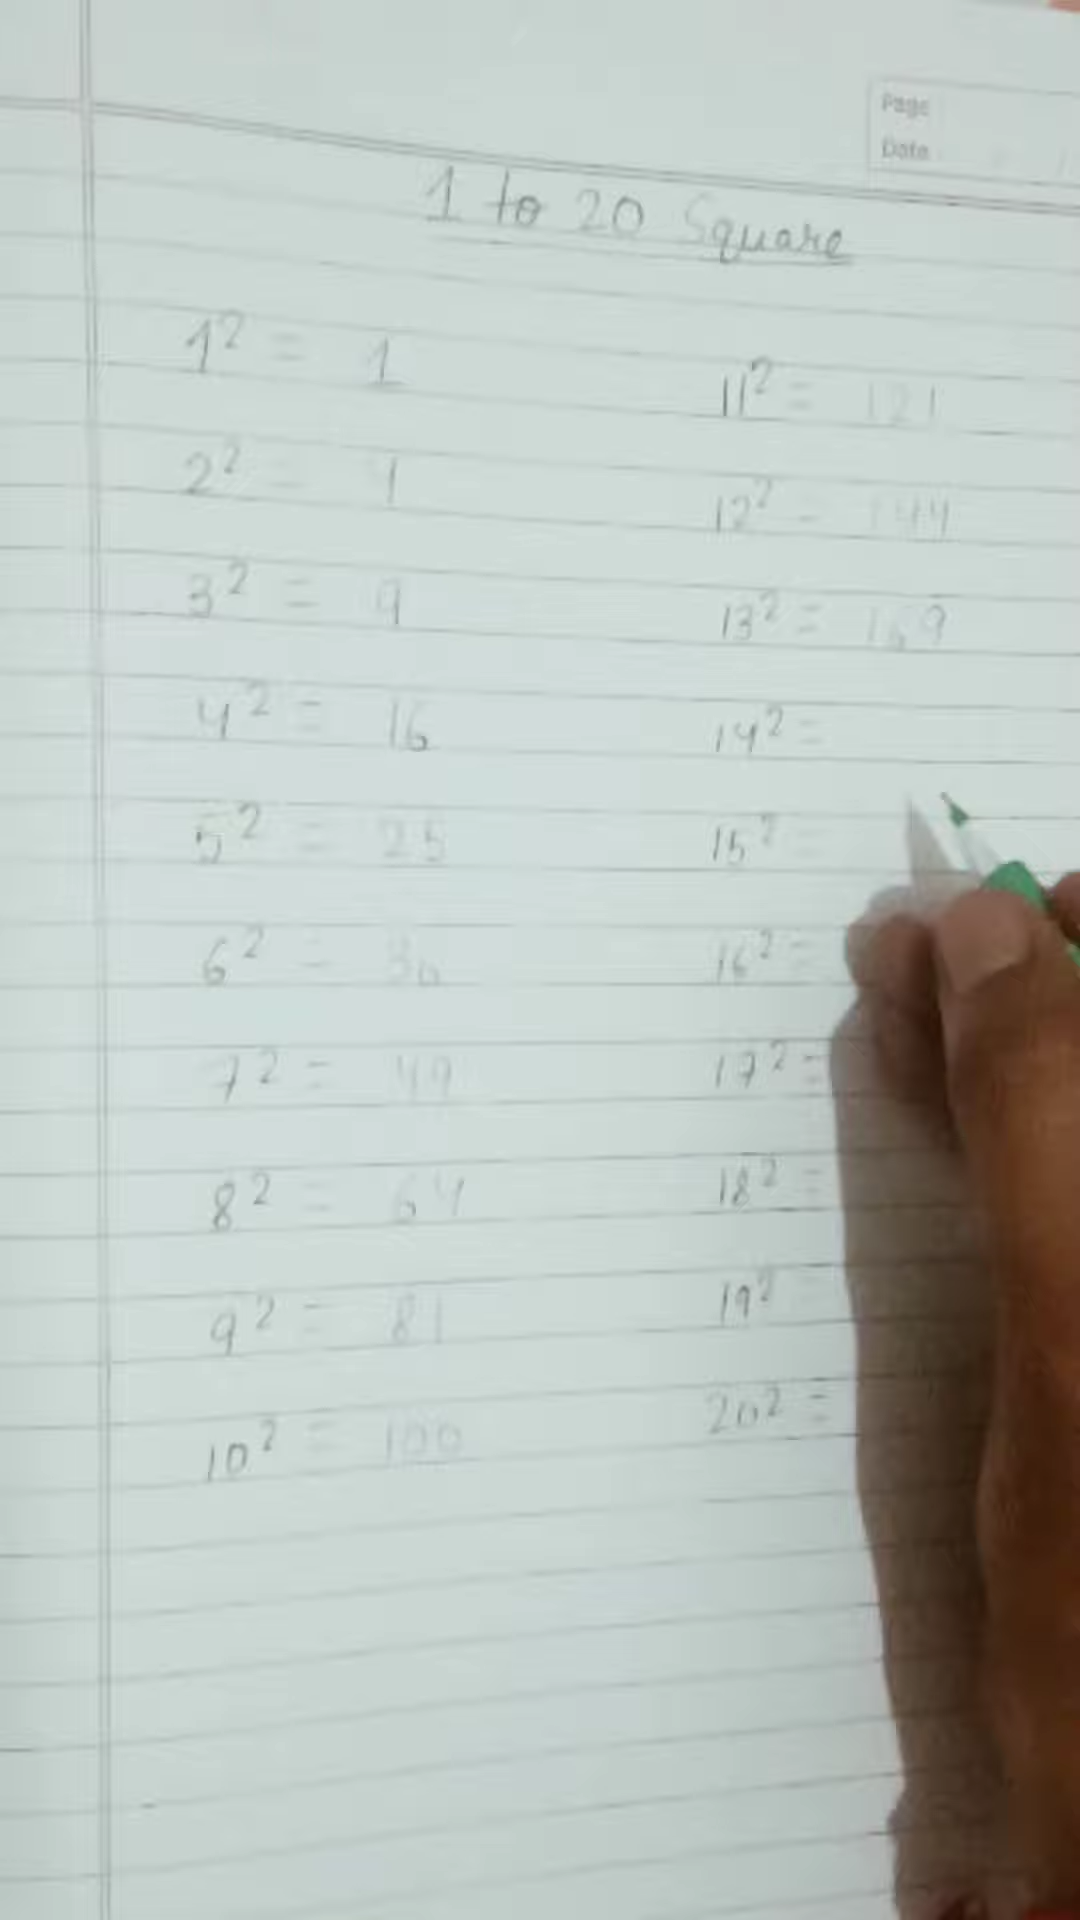 Page
Date
1 to 20 Square
1² = 1
2² = 4
3² = 9
4² = 16
5² = 25
6² = 36
7² = 49
8² = 64
9² = 81
10² = 100
11² = 121
12² = 144
13² = 169
14² =
15² =
16² =
17² =
18² =
19² =
20² =